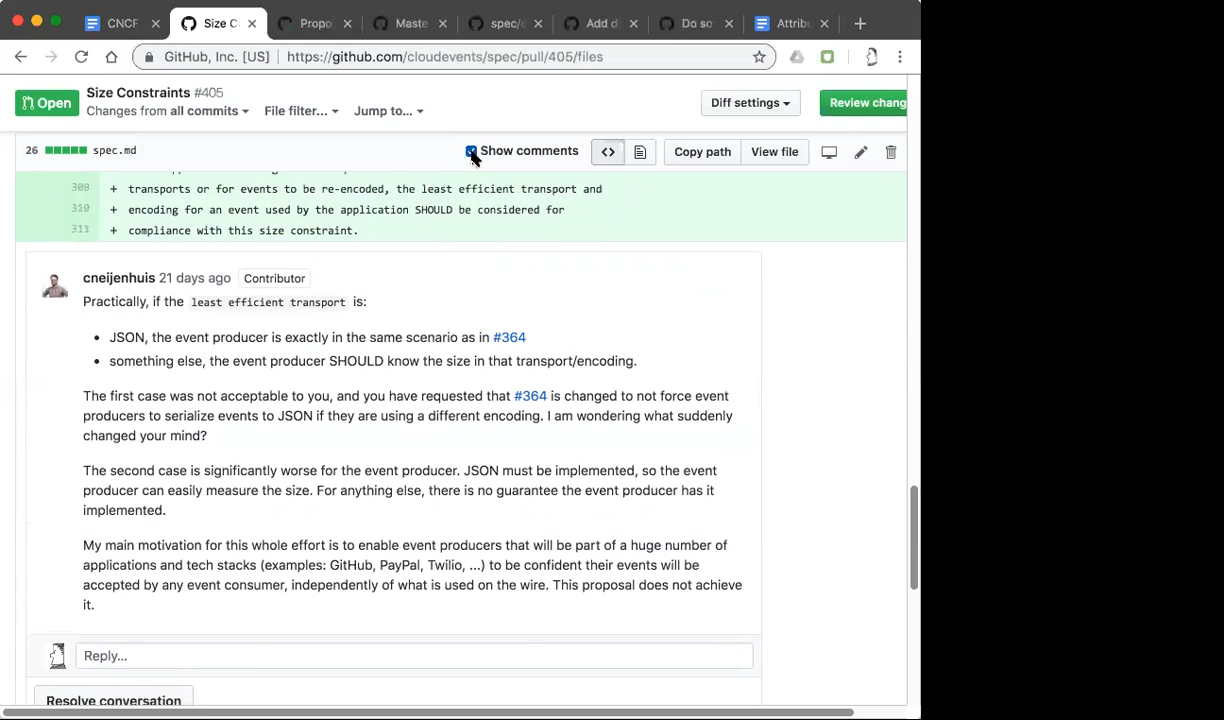 CNCF
Size C
Propo
Maste
spec/
Add d
Do so
Attrib
GitHub, Inc. [US] https://github.com/cloudevents/spec/pull/405/files
Open
Size Constraints #405
Changes from all commits
File filter...
Jump to...
Diff settings
Review chang
26 spec.md
Show comments
Copy path
View file
309 + transports or for events to be re-encoded, the least efficient transport and
310 + encoding for an event used by the application SHOULD be considered for
311 + compliance with this size constraint.
cneijenhuis 21 days ago Contributor
Practically, if the least efficient transport is:
• JSON, the event producer is exactly in the same scenario as in #364
• something else, the event producer SHOULD know the size in that transport/encoding.
The first case was not acceptable to you, and you have requested that #364 is changed to not force event
producers to serialize events to JSON if they are using a different encoding. I am wondering what suddenly
changed your mind?
The second case is significantly worse for the event producer. JSON must be implemented, so the event
producer can easily measure the size. For anything else, there is no guarantee the event producer has it
implemented.
My main motivation for this whole effort is to enable event producers that will be part of a huge number of
applications and tech stacks (examples: GitHub, PayPal, Twilio, ...) to be confident their events will be
accepted by any event consumer, independently of what is used on the wire. This proposal does not achieve
it.
Reply...
Resolve conversation